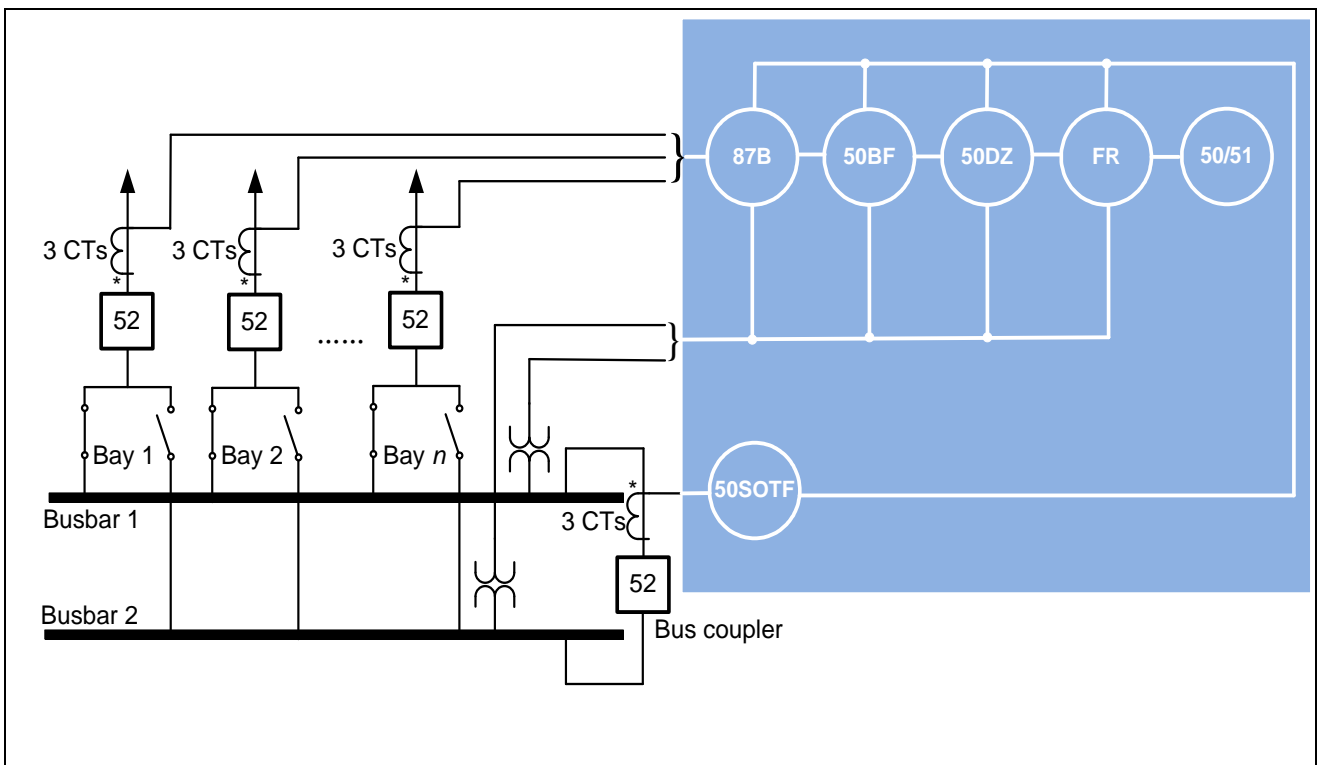 87B 50BF 50DZ FR 50/51
3 CTs 3 CTs 3 CTs
* * *
52 52 ...... 52
Bay 1 Bay 2 Bay n
*
50SOTF
Busbar 1
3 CTs
52
Busbar 2
Bus coupler